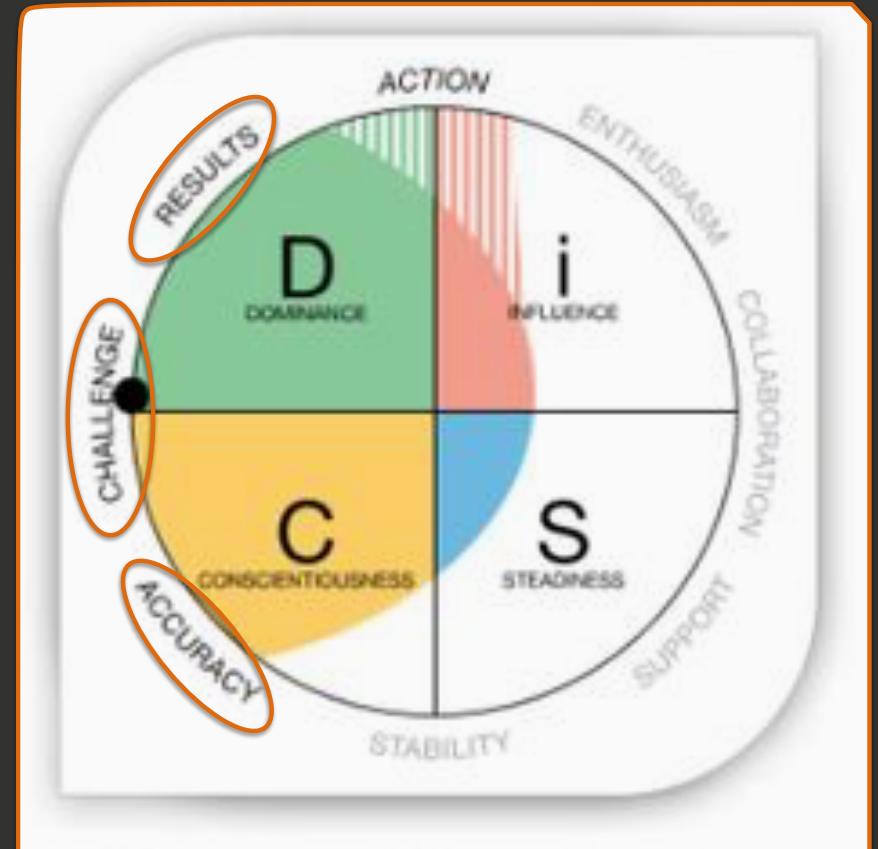 ACTION
ENTHUSIASM
RESULTS
D
DOMINANCE
i
INFLUENCE
CHALLENGE
COLLABORATION
C
CONSCIENTIOUSNESS
S
STEADINESS
ACCURACY
SUPPORT
STABILITY